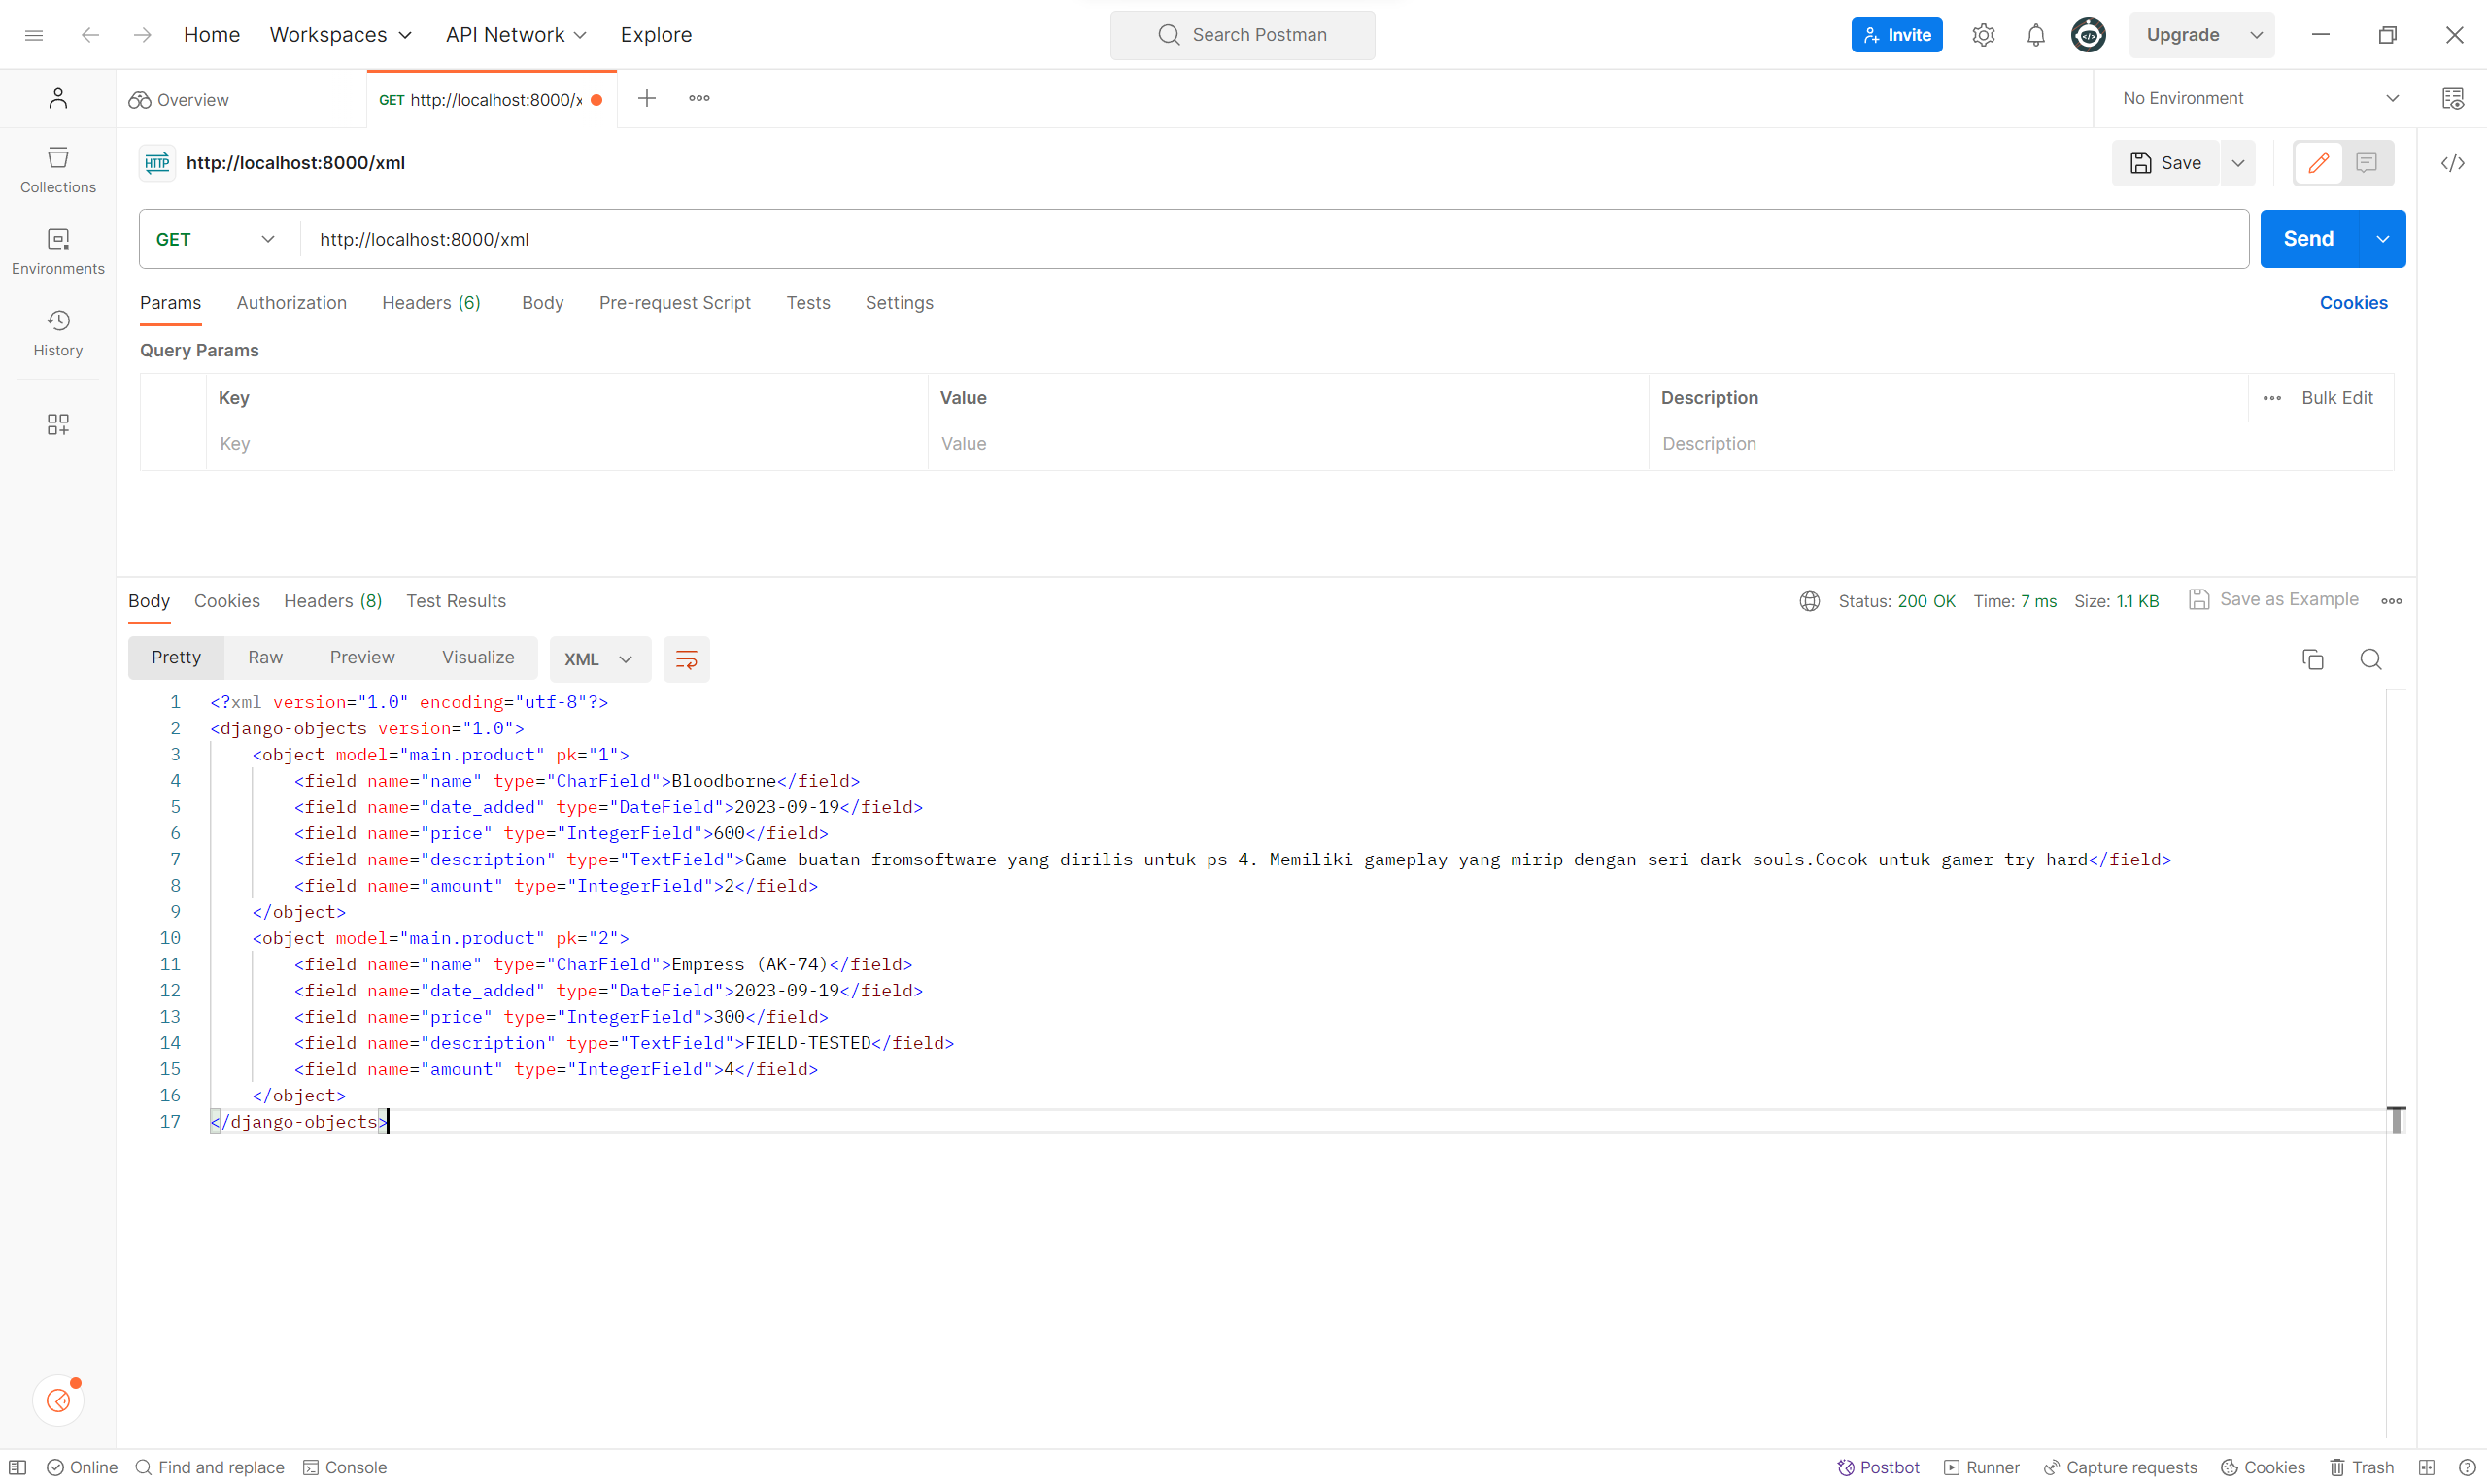 Home Workspaces API Network Explore Search Postman Invite Upgrade
Overview GET http://localhost:8000/x No Environment
HTTP http://localhost:8000/xml Save
Collections
GET http://localhost:8000/xml Send
Environments
Params Authorization Headers (6) Body Pre-request Script Tests Settings Cookies
History
Query Params
Key Value Description Bulk Edit
Key Value Description
Body Cookies Headers (8) Test Results Status: 200 OK Time: 7 ms Size: 1.1 KB Save as Example
Pretty Raw Preview Visualize XML
1 <?xml version="1.0" encoding="utf-8"?>
2 <django-objects version="1.0">
3 <object model="main.product" pk="1">
4 <field name="name" type="CharField">Bloodborne</field>
5 <field name="date_added" type="DateField">2023-09-19</field>
6 <field name="price" type="IntegerField">600</field>
7 <field name="description" type="TextField">Game buatan fromsoftware yang dirilis untuk ps 4. Memiliki gameplay yang mirip dengan seri dark souls.Cocok untuk gamer try-hard</field>
8 <field name="amount" type="IntegerField">2</field>
9 </object>
10 <object model="main.product" pk="2">
11 <field name="name" type="CharField">Empress (AK-74)</field>
12 <field name="date_added" type="DateField">2023-09-19</field>
13 <field name="price" type="IntegerField">300</field>
14 <field name="description" type="TextField">FIELD-TESTED</field>
15 <field name="amount" type="IntegerField">4</field>
16 </object>
17 </django-objects>
Online Find and replace Console Postbot Runner Capture requests Cookies Trash